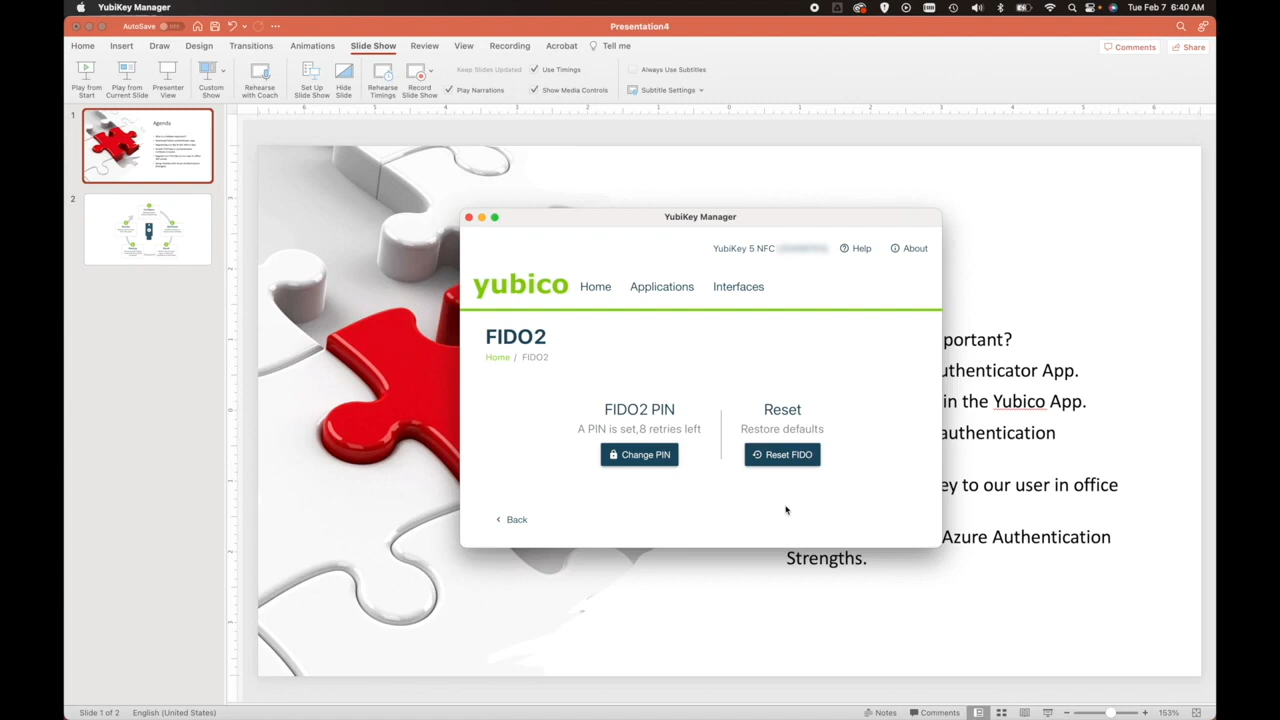 YubiKey Manager
Tue Feb 7 6:40 AM
AutoSave OFF
Presentation4
Home Insert Draw Design Transitions Animations Slide Show Review View Recording Acrobat Tell me
Comments Share
Play from Start
Play from Current Slide
Presenter View
Custom Show
Rehearse with Coach
Set Up Slide Show
Hide Slide
Rehearse Timings
Record Slide Show
Keep Slides Updated
Use Timings
Play Narrations
Show Media Controls
Always Use Subtitles
Subtitle Settings
1
Agenda
2
YubiKey Manager
YubiKey 5 NFC
Help
About
yubico
Home Applications Interfaces
FIDO2
Home / FIDO2
FIDO2 PIN
A PIN is set,8 retries left
Change PIN
Reset
Restore defaults
Reset FIDO
Back
portant?
uthenticator App.
in the Yubico App.
authentication
ey to our user in office
Azure Authentication
Strengths.
Slide 1 of 2 English (United States)
Notes Comments 153%